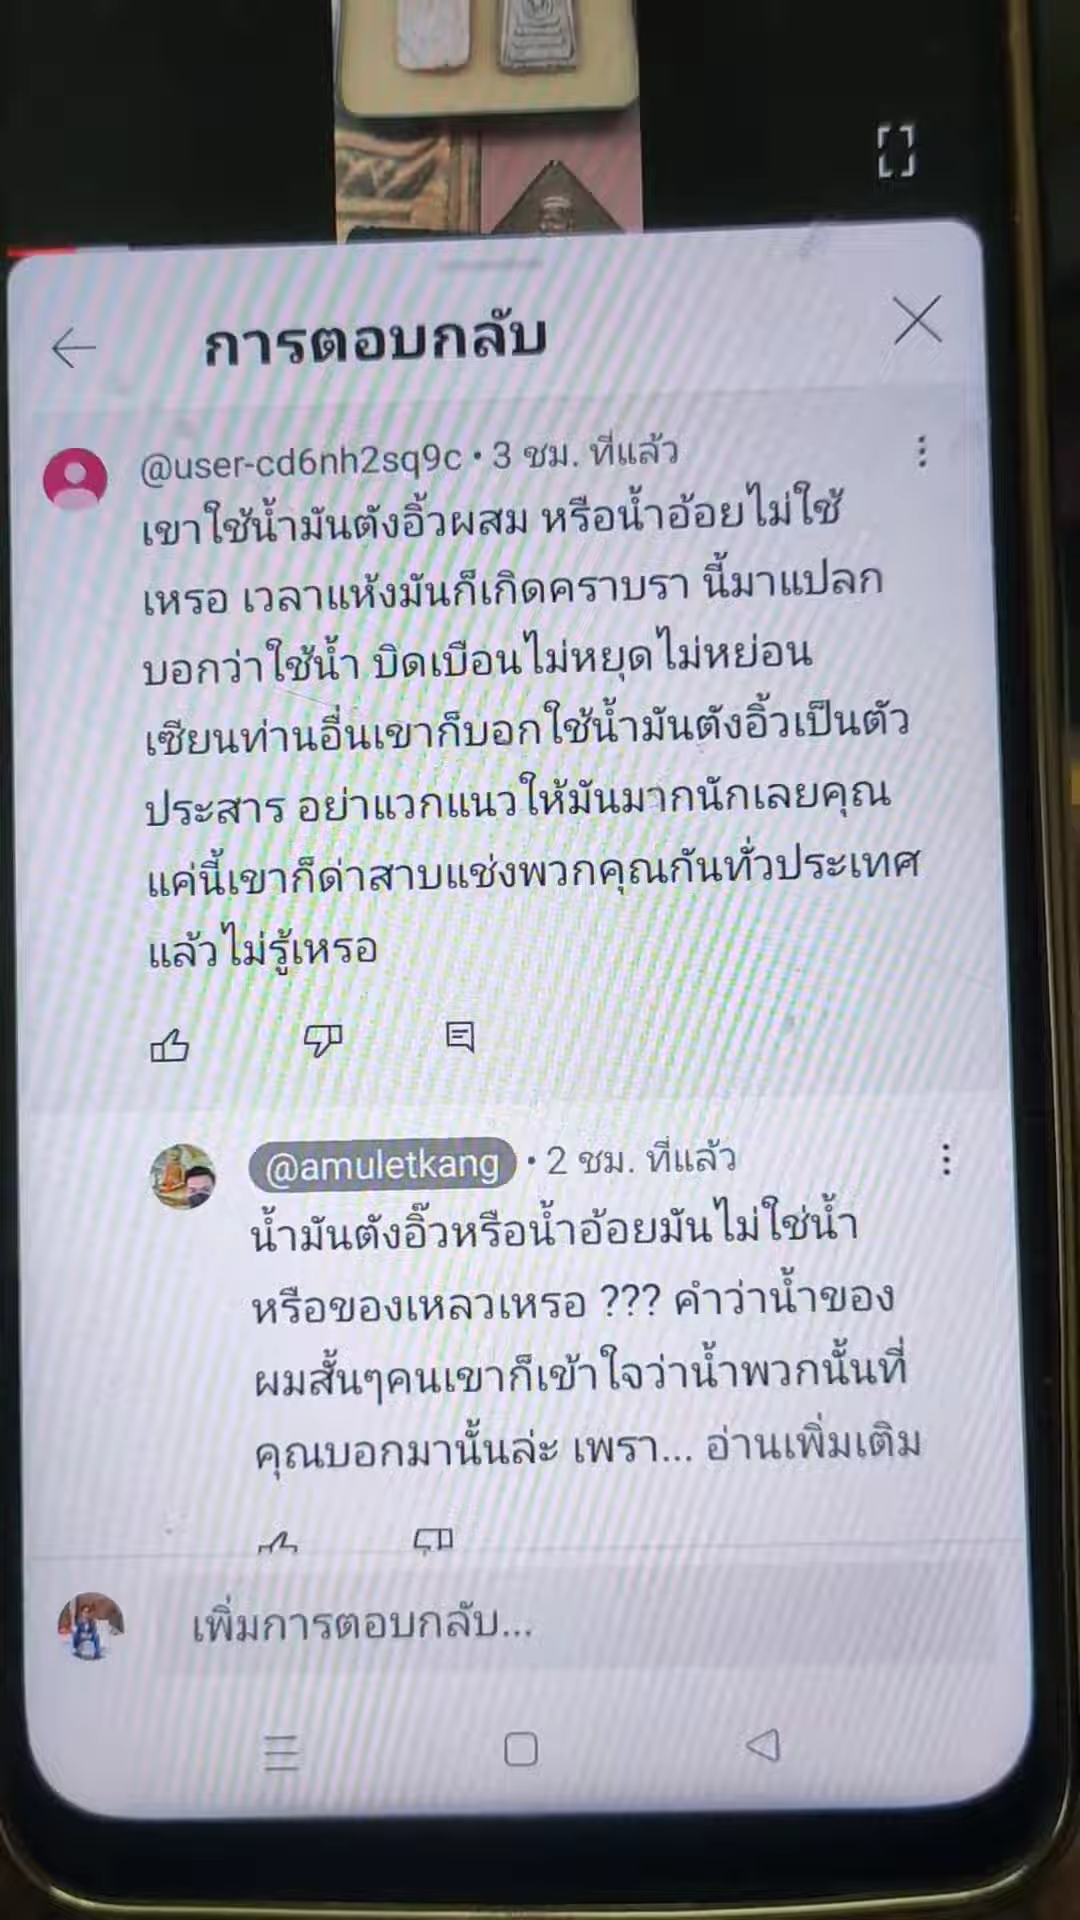 การตอบกลับ
@user-cd6nh2sq9c • 3 ชม. ที่แล้ว
เขาใช้น้ำมันตังอิ้วผสม หรือน้ำอ้อยไม่ใช้
เหรอ เวลาแห้งมันก็เกิดคราบรา นี้มาแปลก
บอกว่าใช้น้ำ บิดเบือนไม่หยุดไม่หย่อน
เซียนท่านอื่นเขาก็บอกใช้น้ำมันตังอิ้วเป็นตัว
ประสาร อย่าแวกแนวให้มันมากนักเลยคุณ
แค่นี้เขาก็ด่าสาบแช่งพวกคุณกันทั่วประเทศ
แล้วไม่รู้เหรอ
@amuletkang • 2 ชม. ที่แล้ว
น้ำมันตังอิ๊วหรือน้ำอ้อยมันไม่ใช่น้ำ
หรือของเหลวเหรอ ??? คำว่าน้ำของ
ผมสั้นๆคนเขาก็เข้าใจว่าน้ำพวกนั้นที่
คุณบอกมานั้นล่ะ เพรา... อ่านเพิ่มเติม
เพิ่มการตอบกลับ...